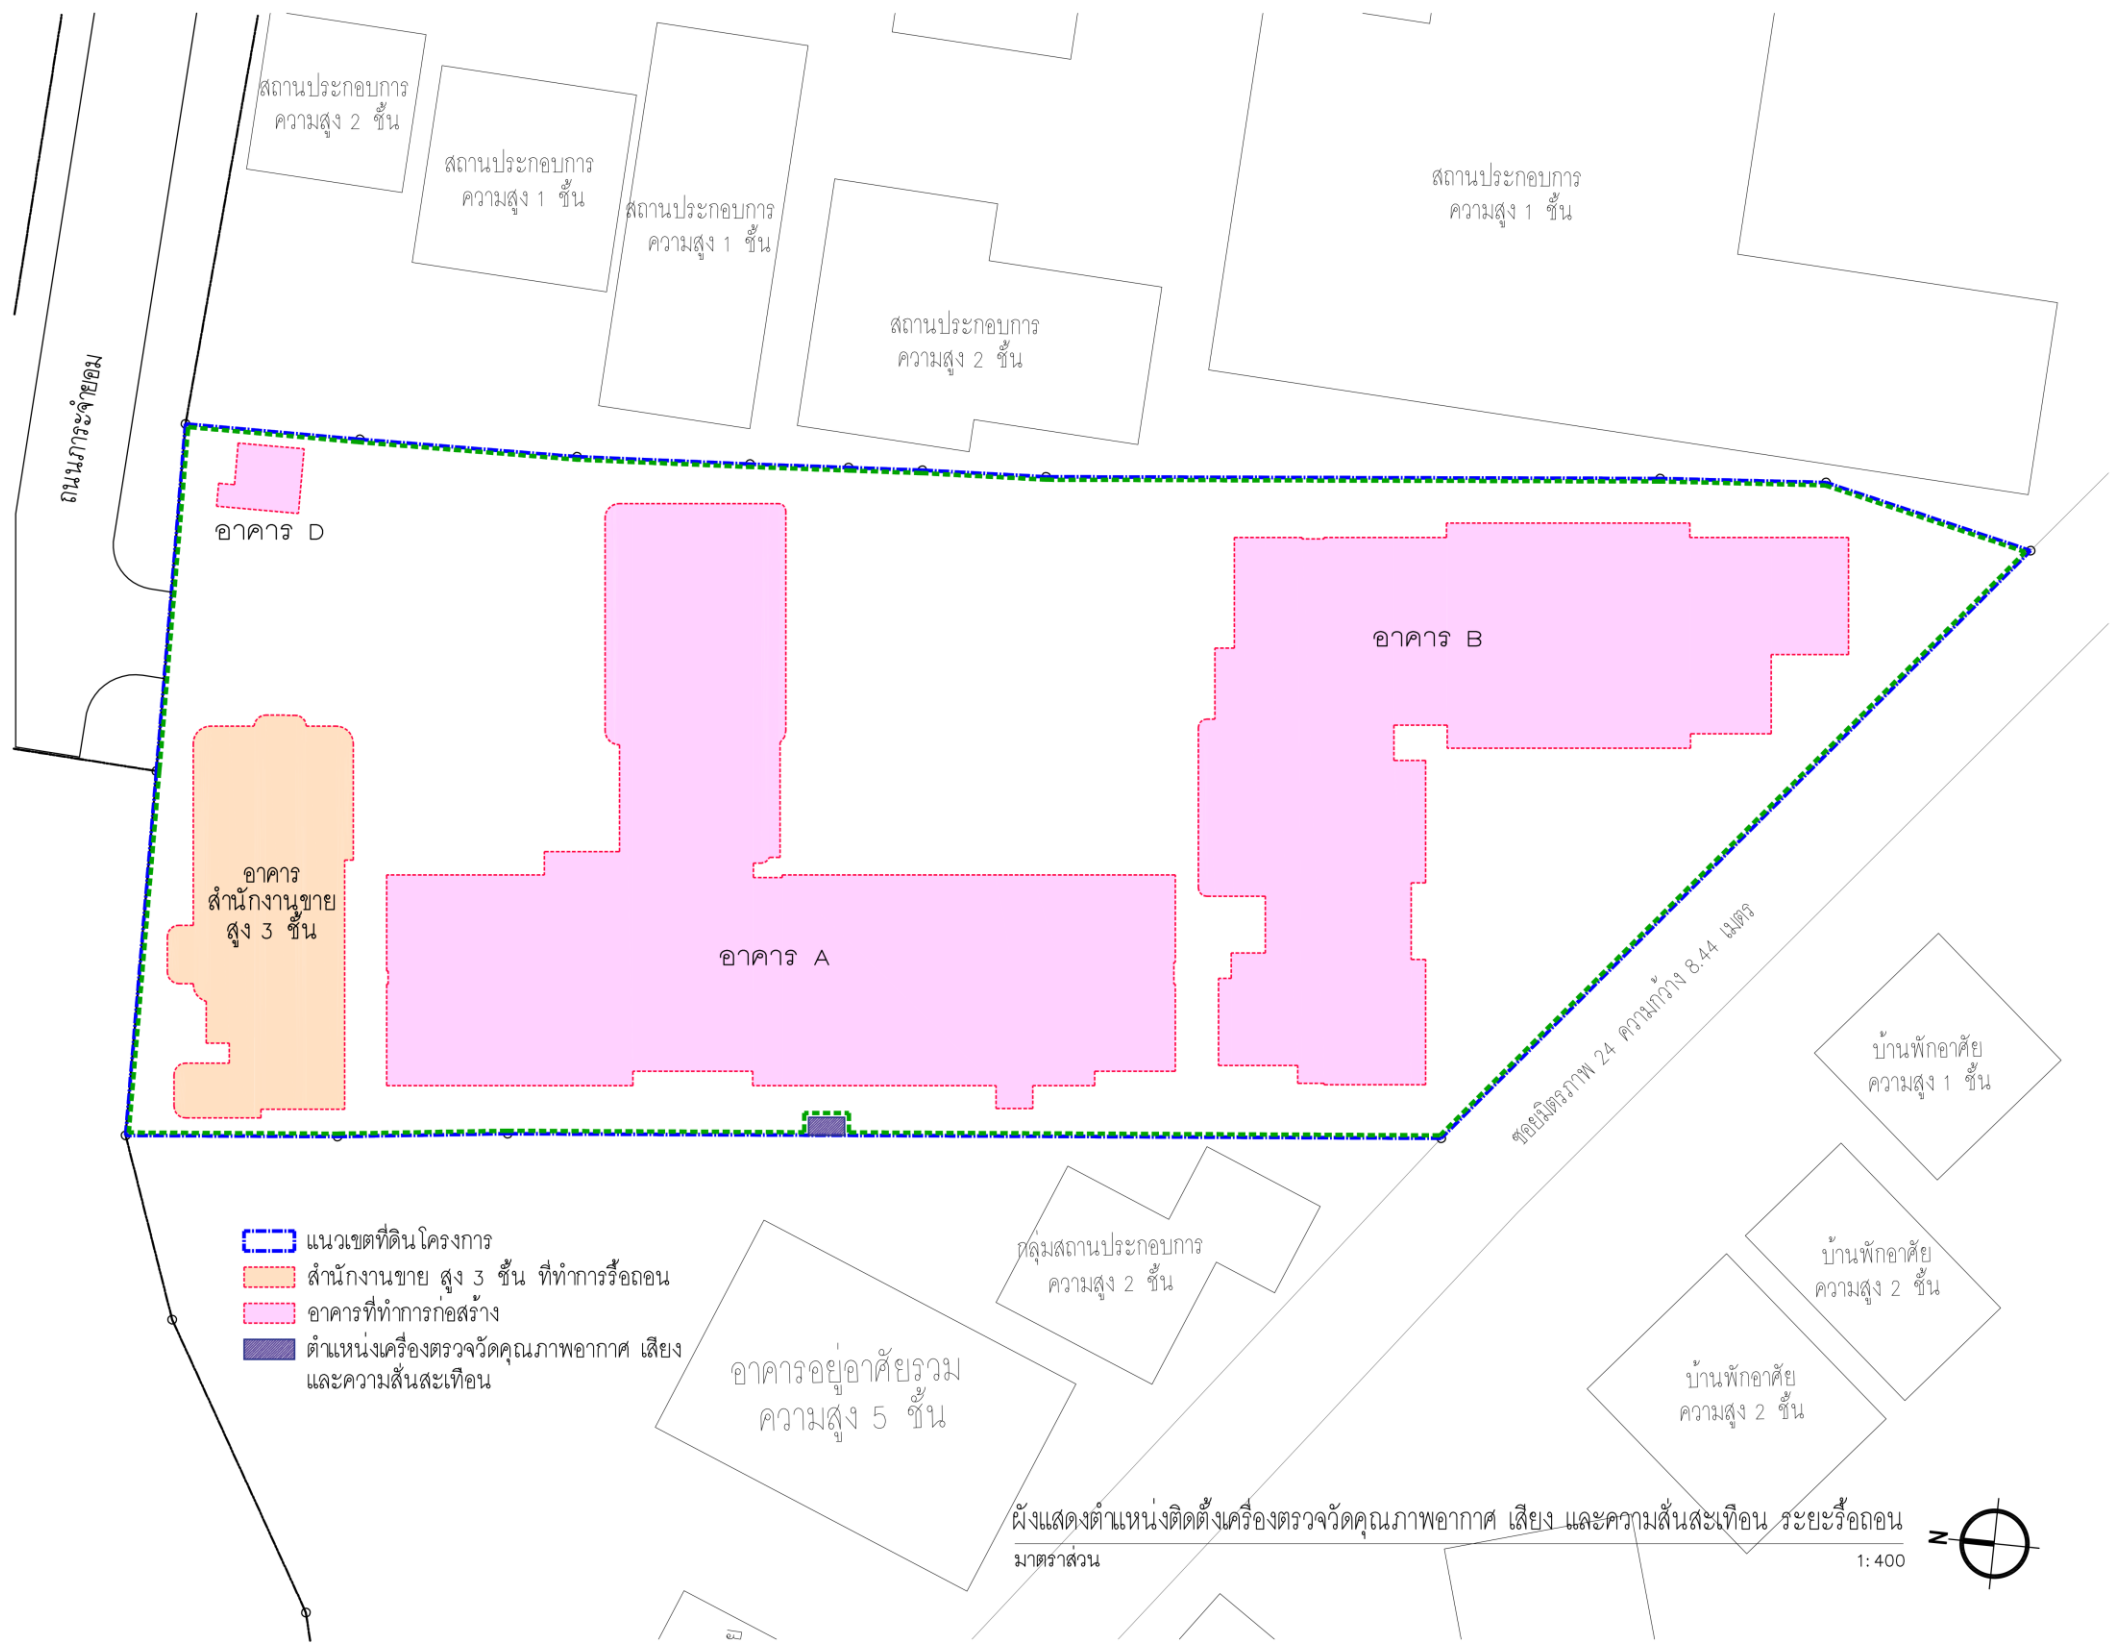 สถานประกอบการ
ความสูง 2 ชั้น
สถานประกอบการ
ความสูง 1 ชั้น
สถานประกอบการ
ความสูง 1 ชั้น
สถานประกอบการ
ความสูง 1 ชั้น
สถานประกอบการ
ความสูง 2 ชั้น
ถนนภาระจำยอม
อาคาร D
อาคาร B
อาคาร
สำนักงานขาย
สูง 3 ชั้น
อาคาร A
ซอยมิตรภาพ 24 ความกว้าง 8.44 เมตร
บ้านพักอาศัย
ความสูง 1 ชั้น
บ้านพักอาศัย
ความสูง 2 ชั้น
บ้านพักอาศัย
ความสูง 2 ชั้น
กลุ่มสถานประกอบการ
ความสูง 2 ชั้น
อาคารอยู่อาศัยรวม
ความสูง 5 ชั้น
แนวเขตที่ดินโครงการ
สำนักงานขาย สูง 3 ชั้น ที่ทำการรื้อถอน
อาคารที่ทำการก่อสร้าง
ตำแหน่งเครื่องตรวจวัดคุณภาพอากาศ เสียง
และความสั่นสะเทือน
ผังแสดงตำแหน่งติดตั้งเครื่องตรวจวัดคุณภาพอากาศ เสียง และความสั่นสะเทือน ระยะรื้อถอน
มาตราส่วน 1:400
N